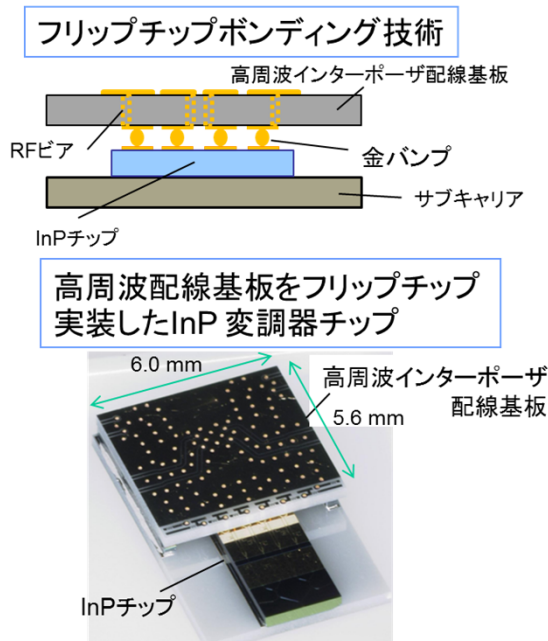 フリップチップボンディング技術
高周波インターポーザ配線基板
RFビア
金バンプ
サブキャリア
InPチップ
高周波配線基板をフリップチップ
実装したInP 変調器チップ
6.0 mm
高周波インターポーザ
配線基板
5.6 mm
InPチップ